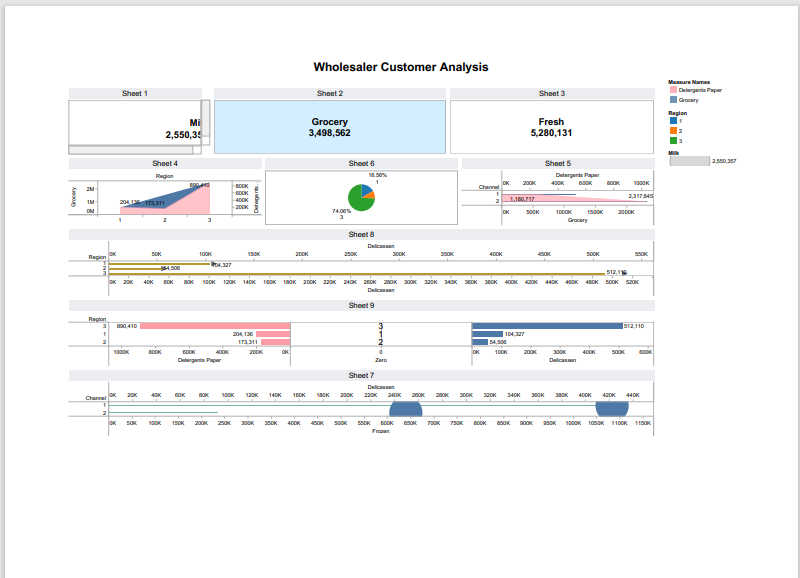 Wholesaler Customer Analysis
Sheet 1
Sheet 2
Sheet 3
Grocery
3,498,562
Fresh
5,280,131
Measure Names
Detergents Paper
Grocery
Region
1
2
3
Milk
2,550,357
Sheet 4
Sheet 6
Sheet 5
Region
Grocery
2M
1M
0M
890,410
204,136
173,311
800K
600K
400K
200K
1 2 3
16.56%
1
74.06%
3
Detergents Paper
0K 200K 400K 600K 800K 1000K
Channel
1
2
2,317,845
1,180,717
0K 500K 1000K 1500K 2000K
Grocery
Sheet 8
Delicassen
0K 50K 100K 150K 200K 250K 300K 350K 400K 450K 500K 550K
Region
1
2
3
104,327
54,506
0K 20K 40K 60K 80K 100K 120K 140K 160K 180K 200K 220K 240K 260K 280K 300K 320K 340K 360K 380K 400K 420K 440K 460K 480K 500K 520K
Delicassen
Sheet 9
Region
3 890,410 3 512,110
1 204,136 1 104,327
2 173,311 2 54,506
1000K 800K 600K 400K 200K 0K 0 0K 100K 200K 300K 400K 500K 600K
Detergents Paper Zero Delicassen
Sheet 7
Delicassen
Channel 0K 20K 40K 60K 80K 100K 120K 140K 160K 180K 200K 220K 240K 260K 280K 300K 320K 340K 360K 380K 400K 420K 440K
1
2
0K 50K 100K 150K 200K 250K 300K 350K 400K 450K 500K 550K 600K 650K 700K 750K 800K 850K 900K 950K 1000K 1050K 1100K 1150K
Frozen